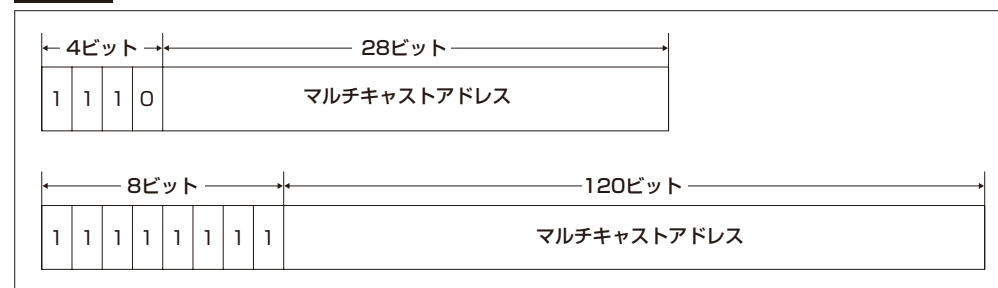 4ビット 28ビット
1 1 1 0 マルチキャストアドレス
8ビット 120ビット
1 1 1 1 1 1 1 1 マルチキャストアドレス